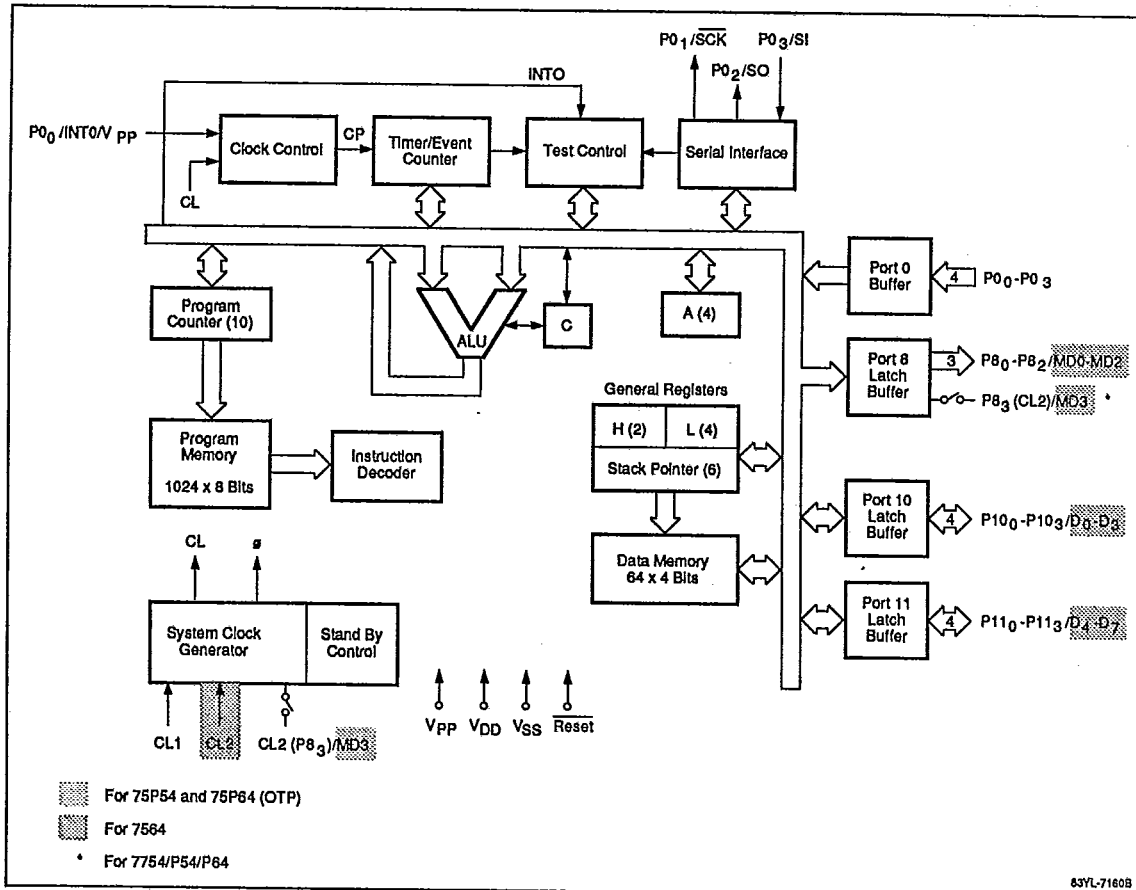 P0₁/SCK P0₃/SI
P0₂/SO
INTO
P0₀/INT0/V PP
Clock Control
CP
Timer/Event
Counter
Test Control
Serial Interface
CL
Port 0
Buffer
4
P0₀-P0₃
Program
Counter (10)
ALU
C
A (4)
Port 8
Latch
Buffer
3
P8₀-P8₂/MD0-MD2
P8₃(CL2)/MD3 *
General Registers
H (2)
L (4)
Stack Pointer (6)
Program
Memory
1024 x 8 Bits
Instruction
Decoder
Port 10
Latch
Buffer
4
P10₀-P10₃/D₀-D₃
Data Memory
64 x 4 Bits
CL
ø
Port 11
Latch
Buffer
4
P11₀-P11₃/D₄-D₇
System Clock
Generator
Stand By
Control
CL1
CL2
CL2 (P8₃)/MD3
VPP
VDD
VSS
Reset
For 75P54 and 75P64 (OTP)
For 7564
* For 7754/P54/P64
83YL-7160B